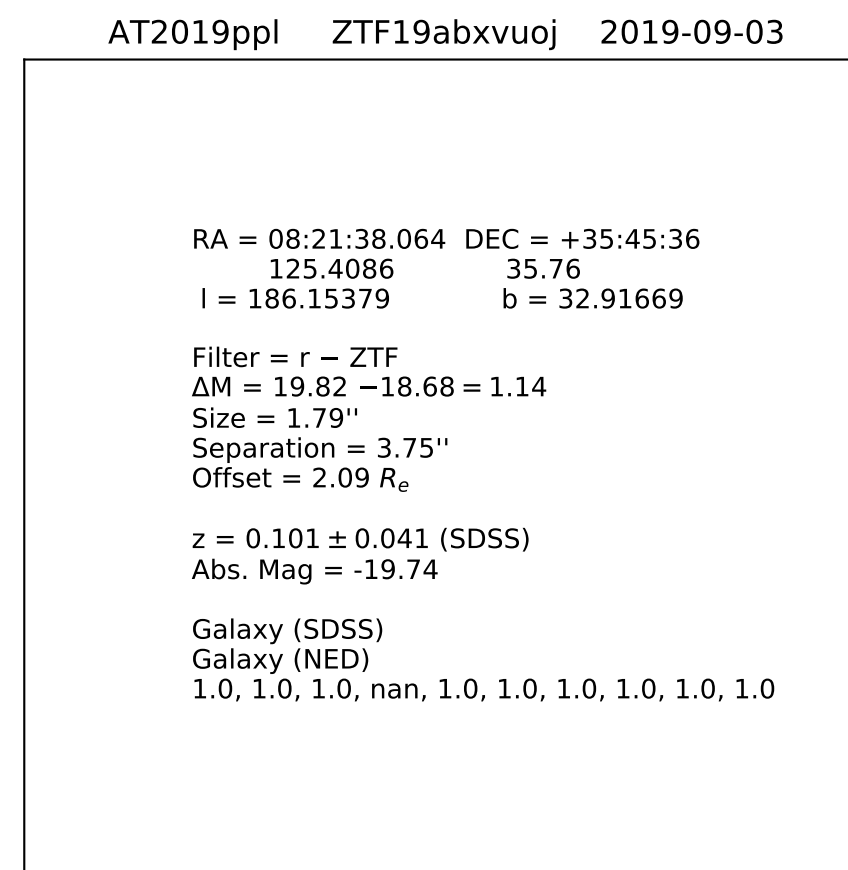 AT2019ppl ZTF19abxvuoj 2019-09-03
RA = 08:21:38.064 DEC = +35:45:36
125.4086 35.76
l = 186.15379 b = 32.91669
Filter = r − ZTF
ΔM = 19.82 −18.68 = 1.14
Size = 1.79''
Separation = 3.75''
Offset = 2.09 Re
z = 0.101 ± 0.041 (SDSS)
Abs. Mag = -19.74
Galaxy (SDSS)
Galaxy (NED)
1.0, 1.0, 1.0, nan, 1.0, 1.0, 1.0, 1.0, 1.0, 1.0